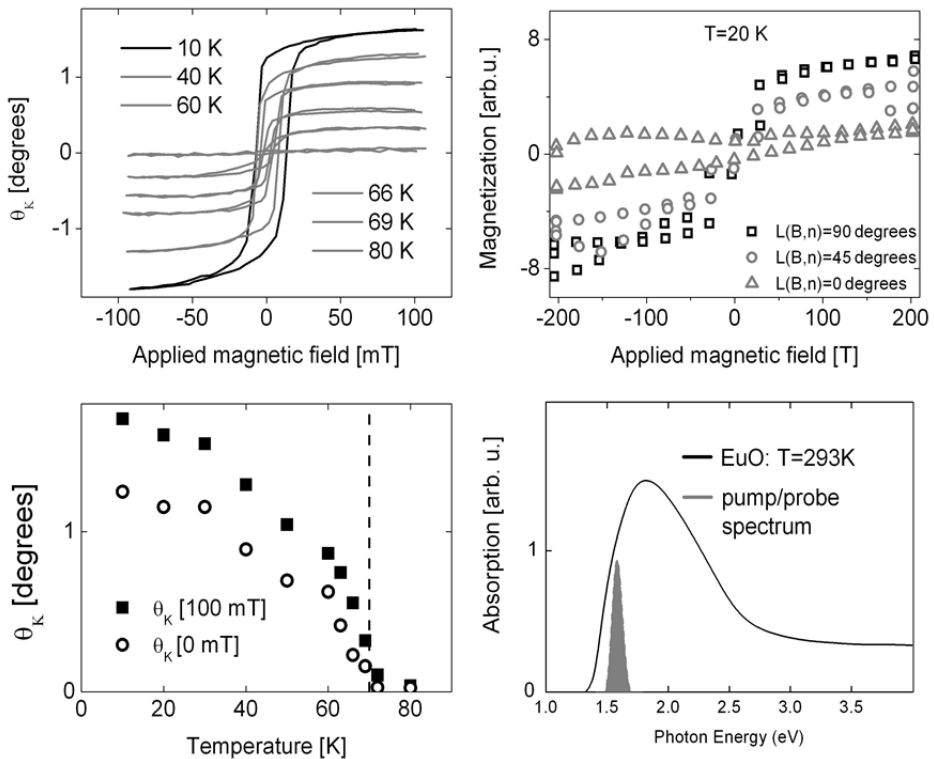 10 K
40 K
60 K
66 K
69 K
80 K
1
0
-1
θK [degrees]
-100 -50 0 50 100
Applied magnetic field [mT]
T=20 K
8
0
-8
Magnetization [arb.u.]
L(B,n)=90 degrees
L(B,n)=45 degrees
L(B,n)=0 degrees
-200 -100 0 100 200
Applied magnetic field [T]
1
0
θK [degrees]
θK [100 mT]
θK [0 mT]
0 20 40 60 80
Temperature [K]
1
0
Absorption [arb. u.]
EuO: T=293K
pump/probe
spectrum
1.0 1.5 2.0 2.5 3.0 3.5
Photon Energy (eV)